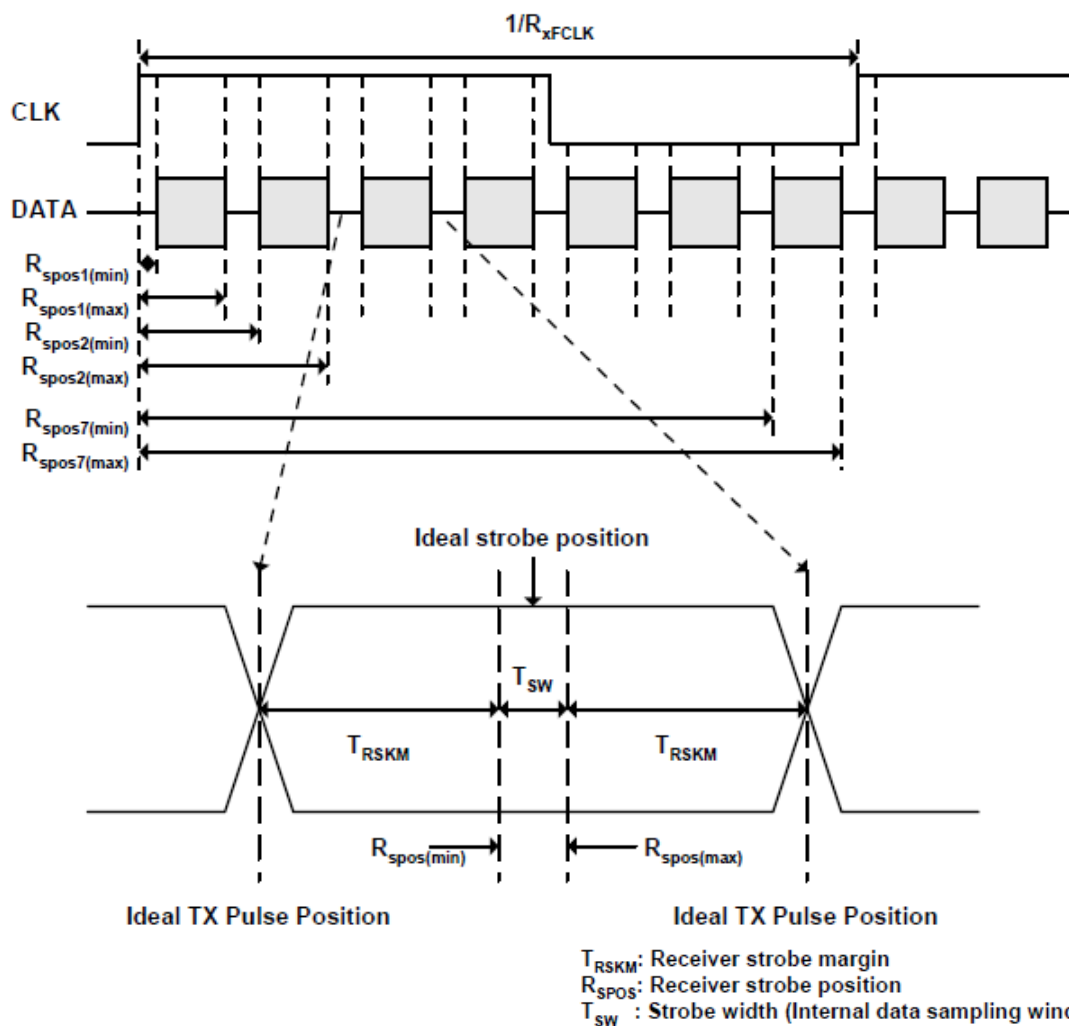 1/RxFCLK
CLK
DATA
Rspos1(min)
Rspos1(max)
Rspos2(min)
Rspos2(max)
Rspos7(min)
Rspos7(max)
Ideal strobe position
TSW
TRSKM TRSKM
Rspos(min) Rspos(max)
Ideal TX Pulse Position Ideal TX Pulse Position
TRSKM: Receiver strobe margin
RSPOS: Receiver strobe position
TSW : Strobe width (Internal data sampling